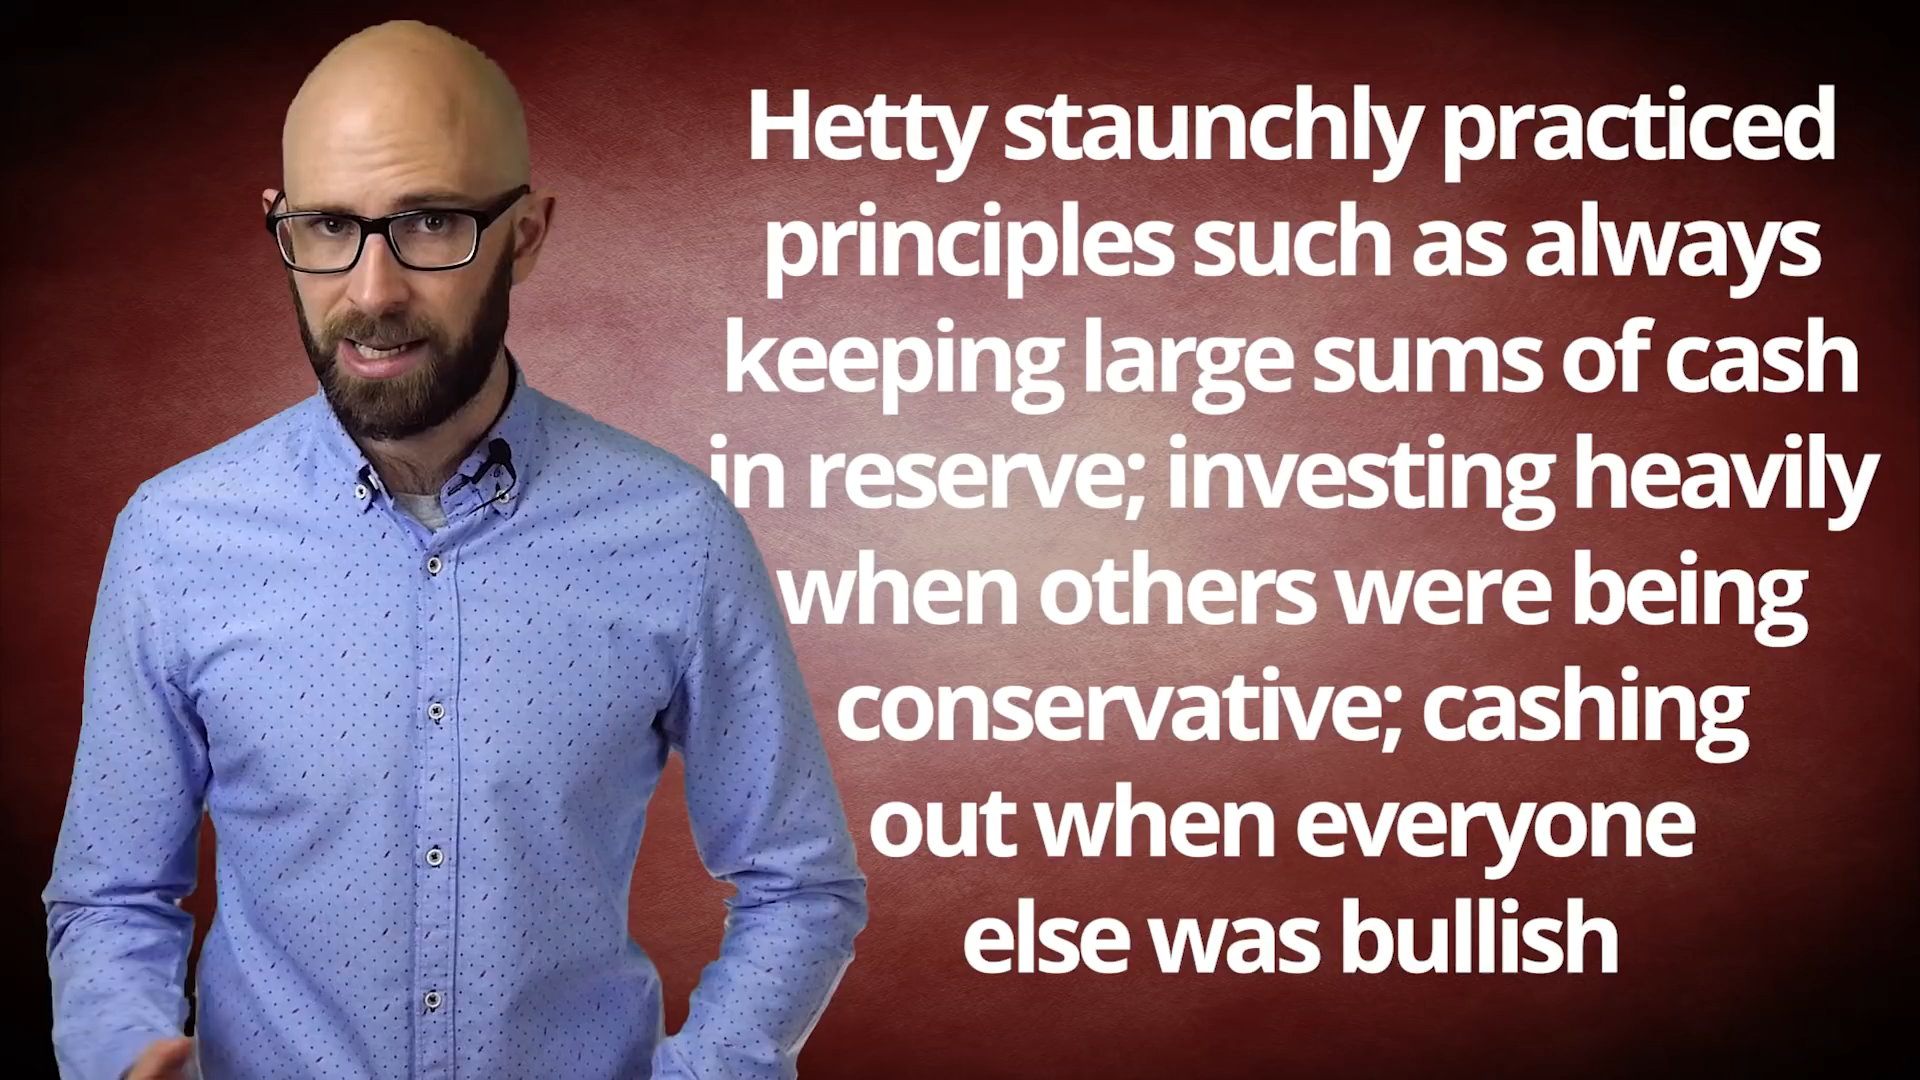 Hetty staunchly practiced
principles such as always
keeping large sums of cash
in reserve; investing heavily
when others were being
conservative; cashing
out when everyone
else was bullish